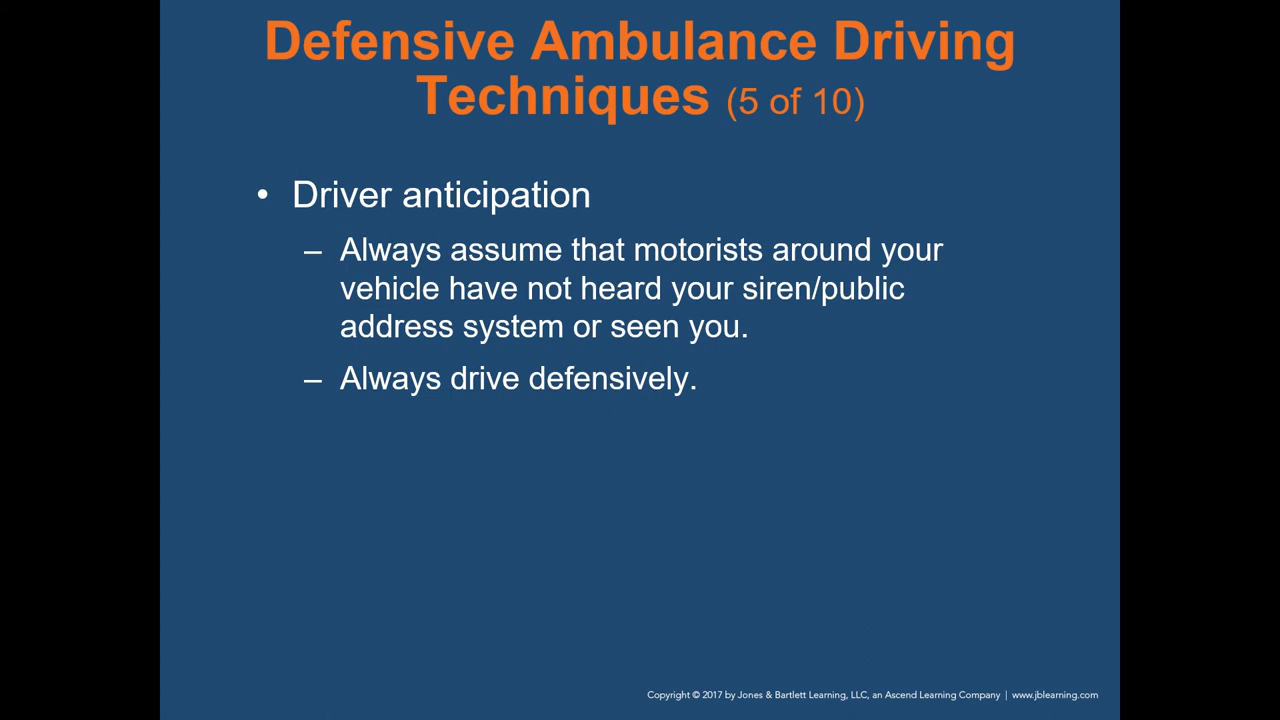 Defensive Ambulance Driving
Techniques (5 of 10)
• Driver anticipation
– Always assume that motorists around your
vehicle have not heard your siren/public
address system or seen you.
– Always drive defensively.
Copyright © 2017 by Jones & Bartlett Learning, LLC, an Ascend Learning Company | www.jblearning.com